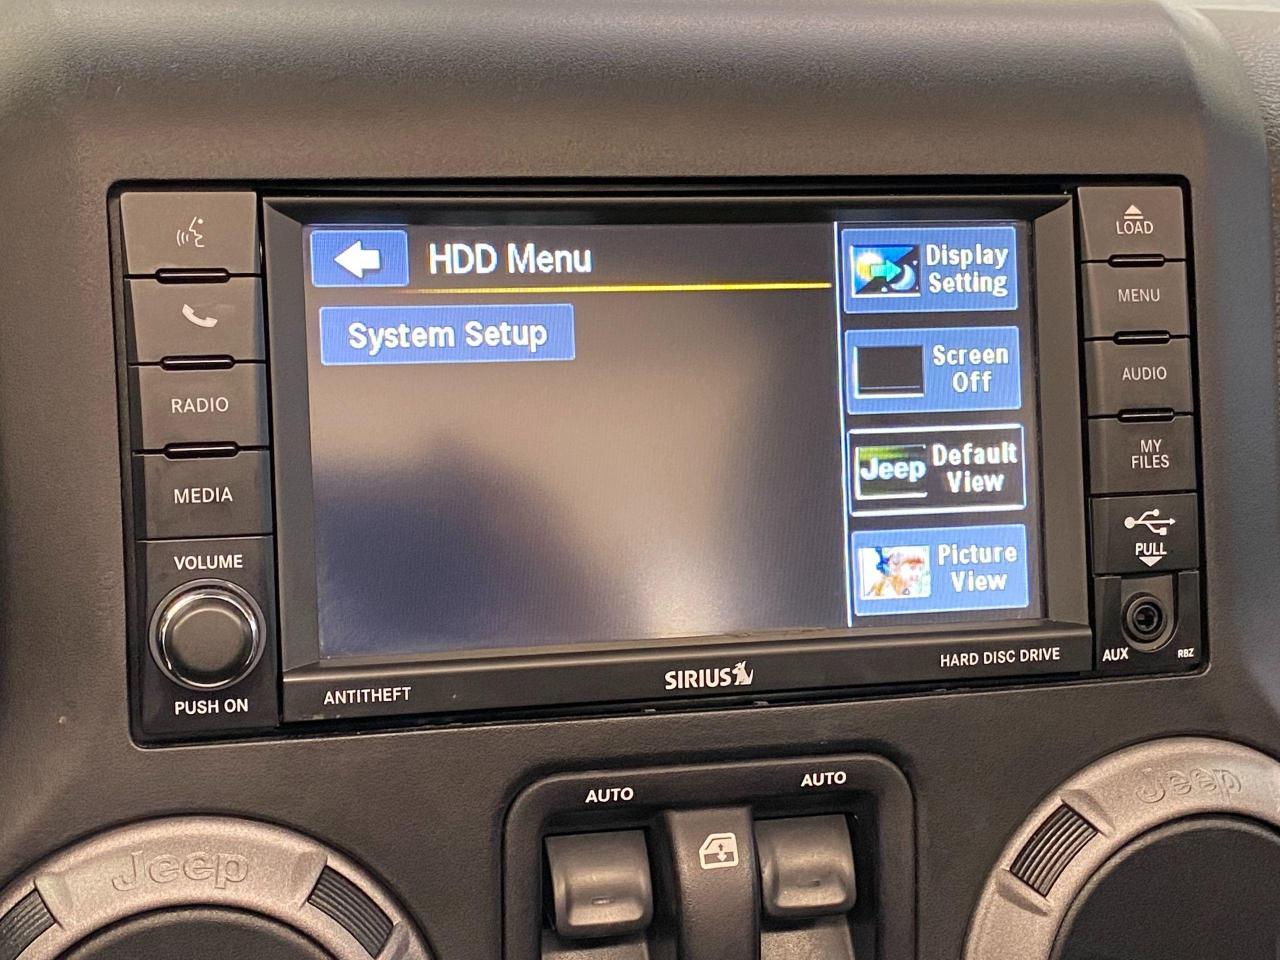 HDD Menu
System Setup
Display
Setting
Screen
Off
Jeep
Default
View
Picture
View
RADIO
MEDIA
VOLUME
PUSH ON
LOAD
MENU
AUDIO
MY
FILES
PULL
AUX
RBZ
ANTITHEFT
SIRIUS
HARD DISC DRIVE
AUTO
AUTO
Jeep
Jeep